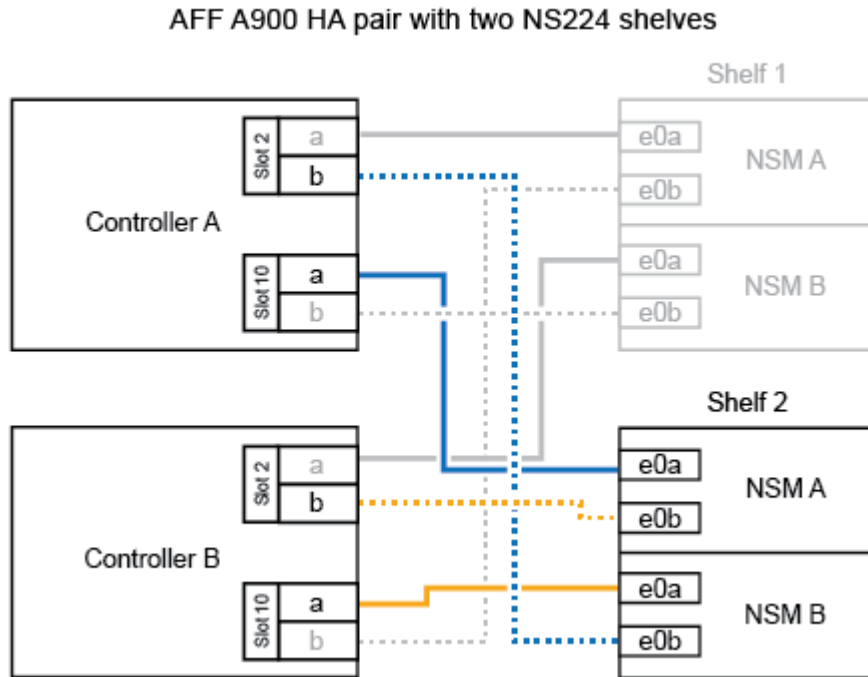 AFF A900 HA pair with two NS224 shelves
Shelf 1
Controller A
Slot 2
a
b
Slot 10
a
b
e0a
e0b
NSM A
e0a
e0b
NSM B
Shelf 2
Controller B
Slot 2
a
b
Slot 10
a
b
e0a
e0b
NSM A
e0a
e0b
NSM B